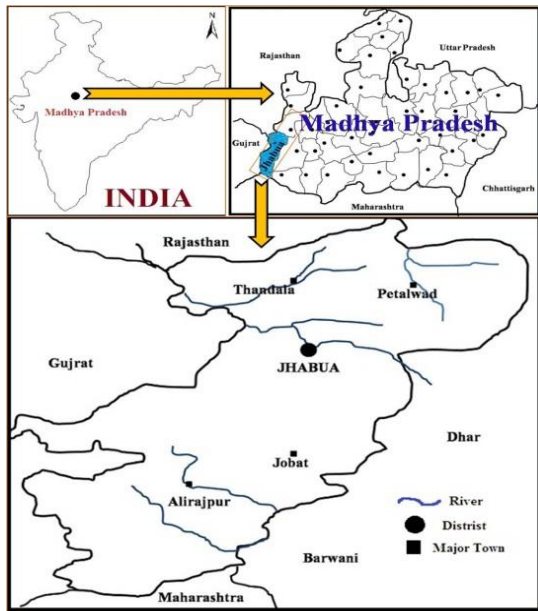 N
Madhya Pradesh
INDIA
Rajasthan
Uttar Pradesh
Madhya Pradesh
Gujrat
Jhabua
Chhattisgarh
Maharashtra
Rajasthan
Thandala
Petalwad
Gujrat
JHABUA
Dhar
Jobat
Alirajpur
River
Distrist
Major Town
Barwani
Maharashtra